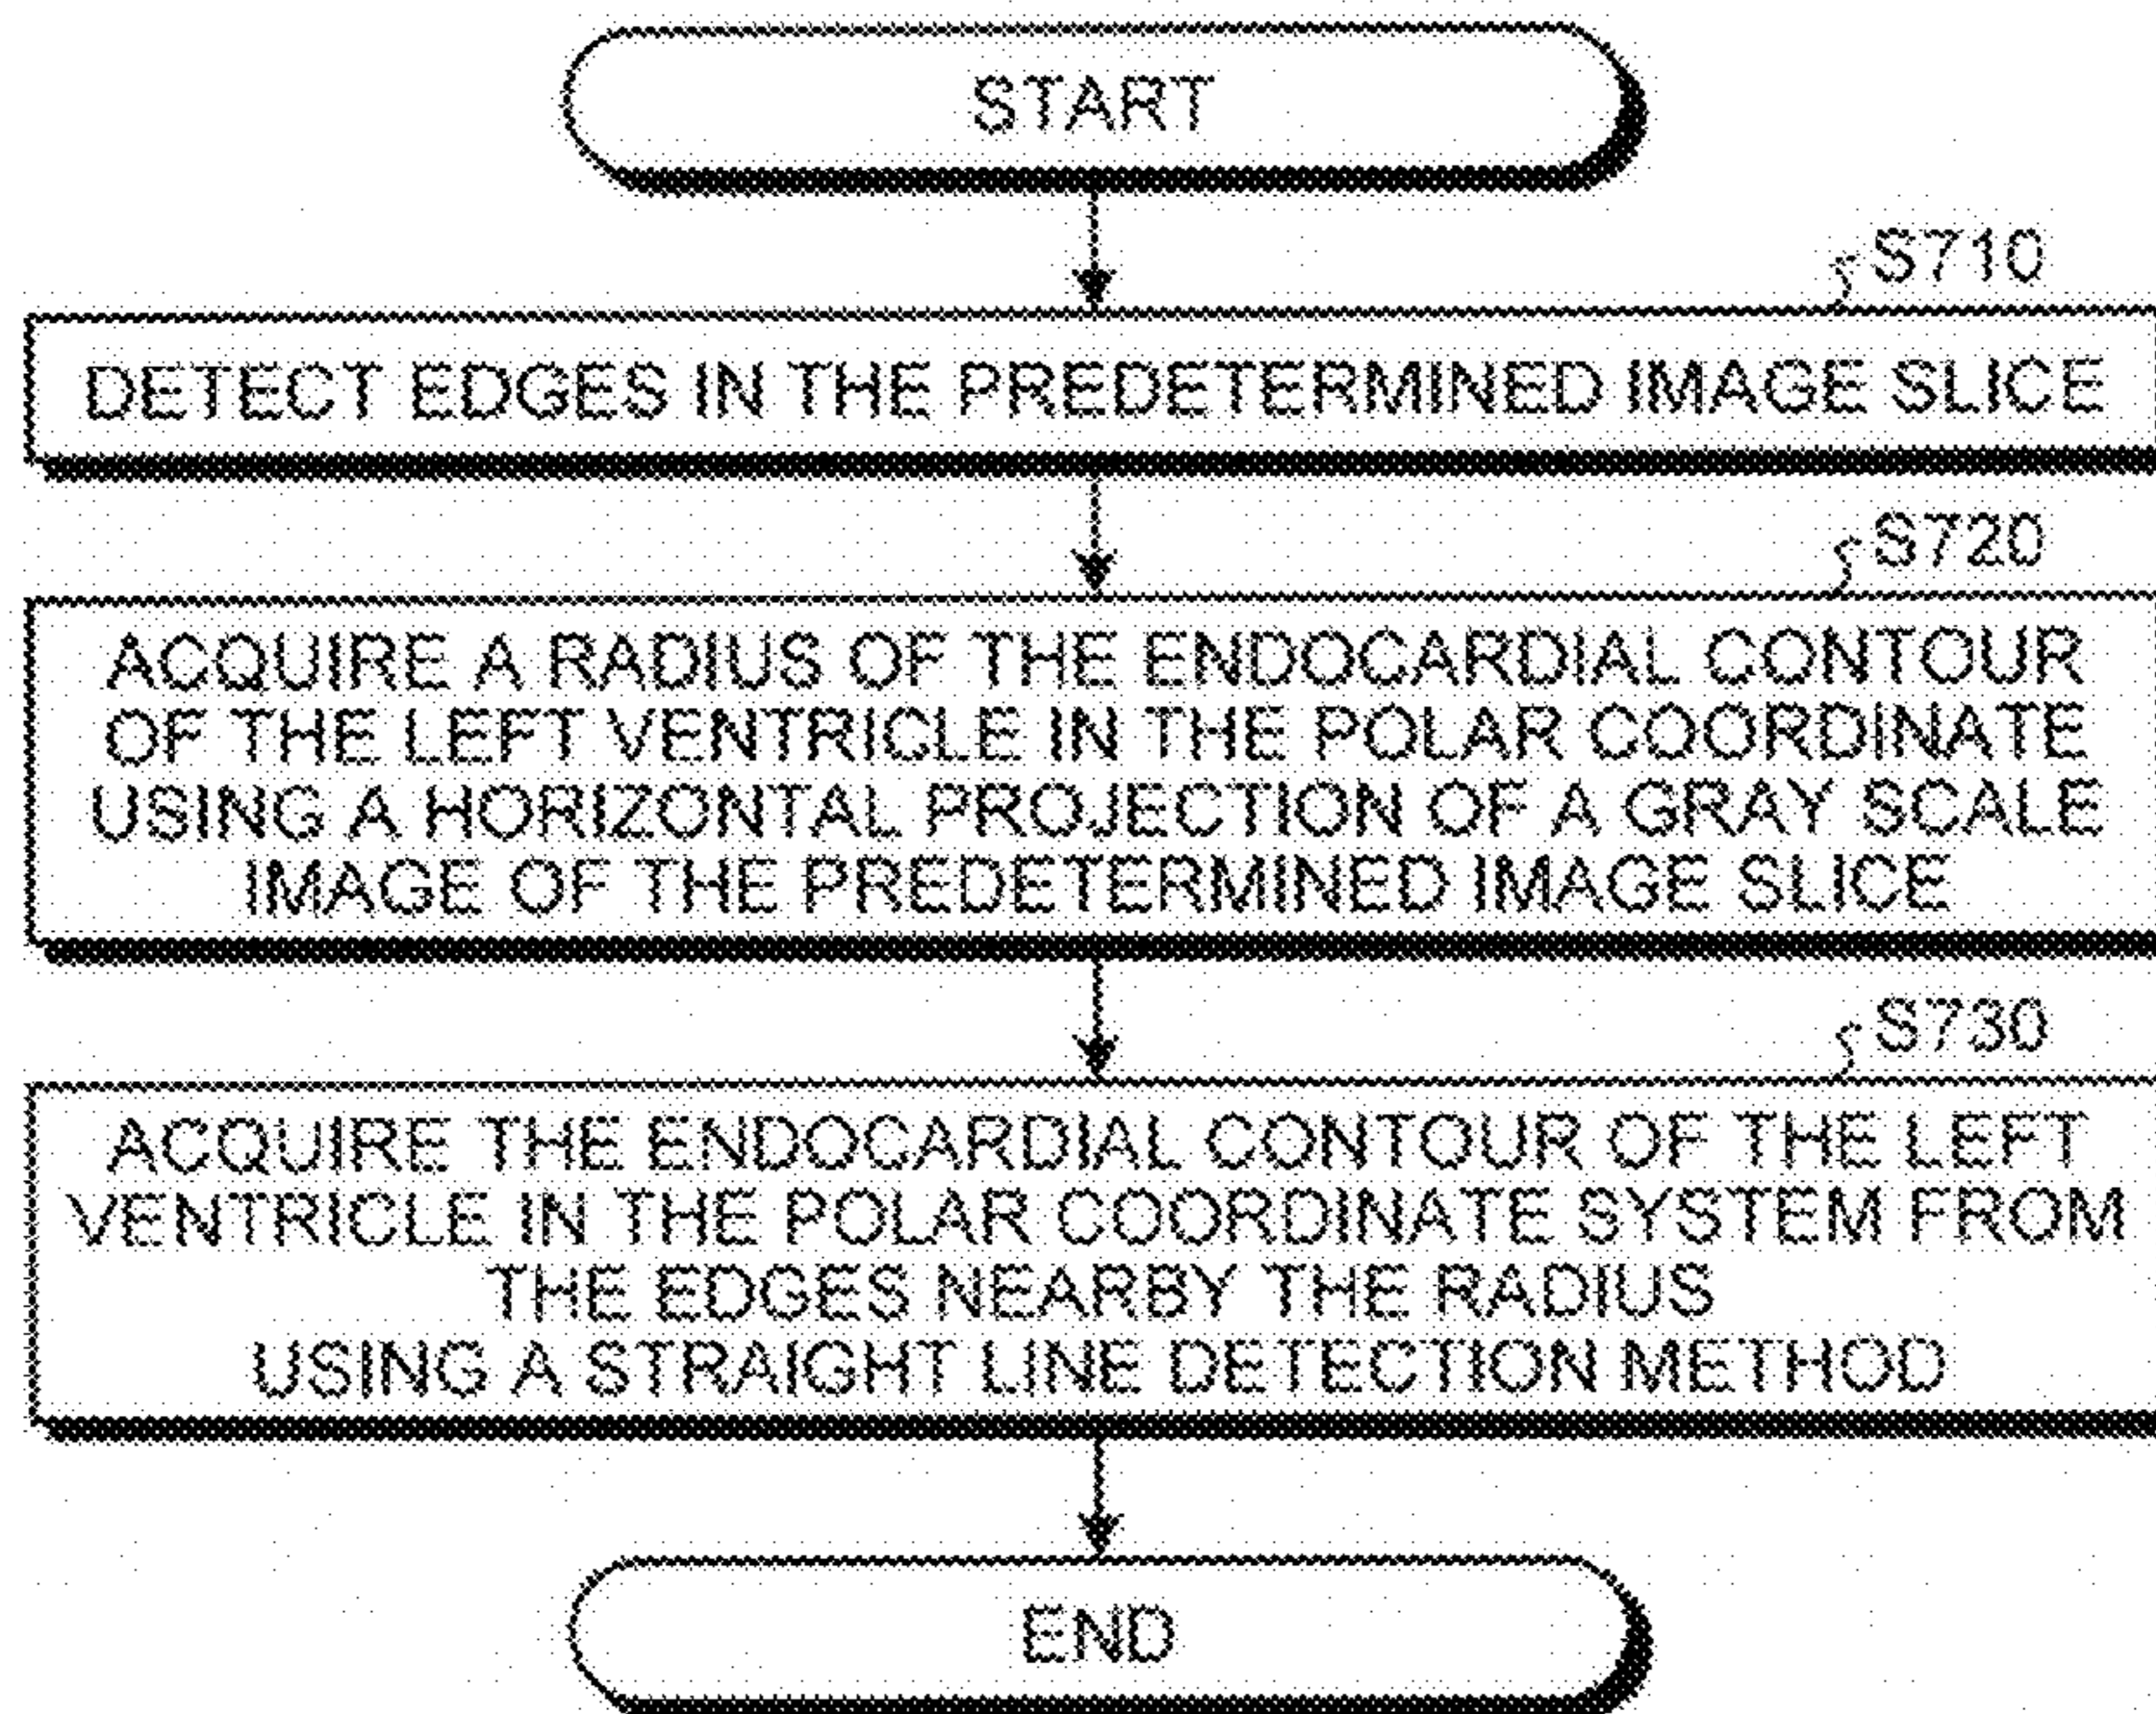 START
S710
DETECT EDGES IN THE PREDETERMINED IMAGE SLICE
S720
ACQUIRE A RADIUS OF THE ENDOCARDIAL CONTOUR
OF THE LEFT VENTRICLE IN THE POLAR COORDINATE
USING A HORIZONTAL PROJECTION OF A GRAY SCALE
IMAGE OF THE PREDETERMINED IMAGE SLICE
S730
ACQUIRE THE ENDOCARDIAL CONTOUR OF THE LEFT
VENTRICLE IN THE POLAR COORDINATE SYSTEM FROM
THE EDGES NEARBY THE RADIUS
USING A STRAIGHT LINE DETECTION METHOD
END